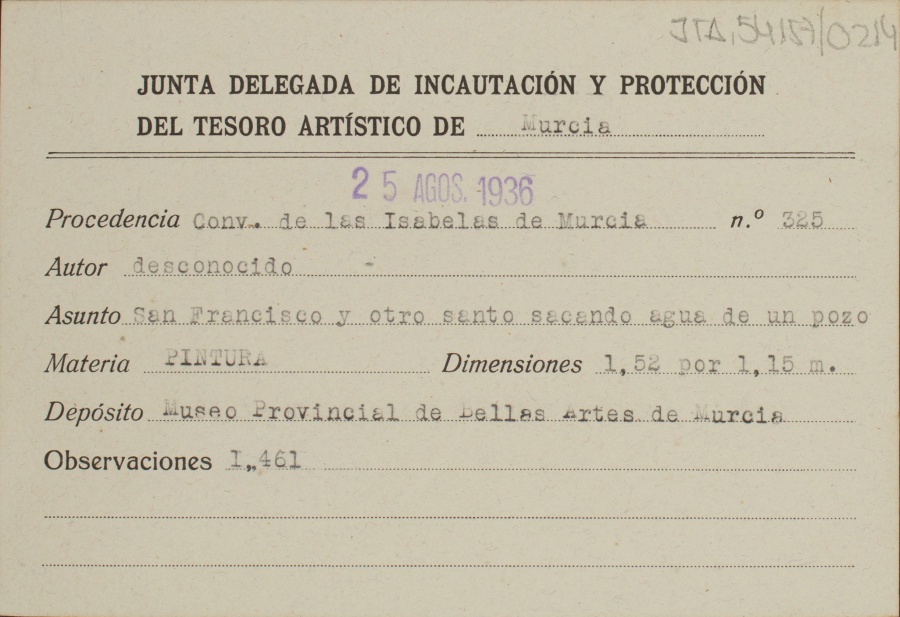 JTA, 54157/0214
JUNTA DELEGADA DE INCAUTACIÓN Y PROTECCIÓN
DEL TESORO ARTÍSTICO DE Murcia
25 AGOS. 1936
Procedencia Conv. de las Isabelas de Murcia n.º 325
Autor desconocido -
Asunto San Francisco y otro santo sacando agua de un pozo
Materia PINTURA Dimensiones 1,52 por 1,15 m.
Depósito Museo Provincial de Bellas Artes de Murcia
Observaciones I,,461